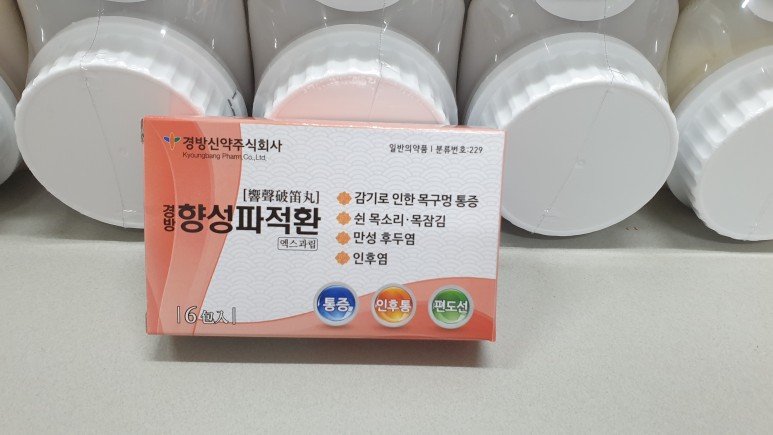 경방신약주식회사
Kyoungbang Pharm.Co.,Ltd.
일반의약품 | 분류번호:229
[響聲破笛丸]
경방 향성파적환
엑스과립
감기로 인한 목구멍 통증
쉰 목소리·목잠김
만성 후두염
인후염
통증
인후통
편도선
|6包入|